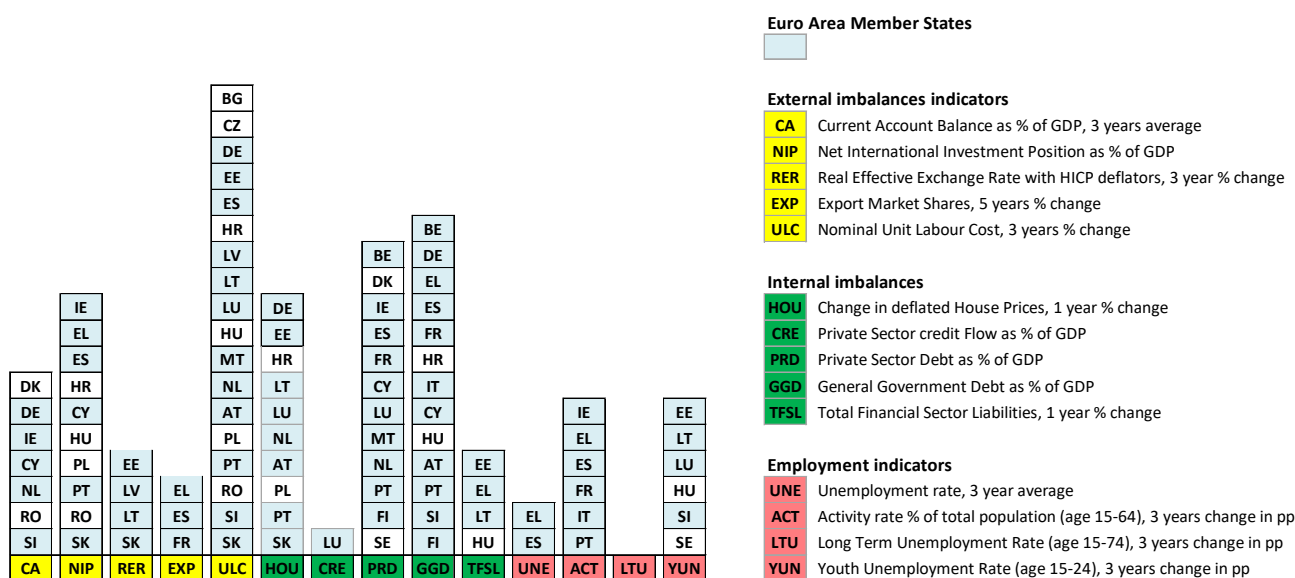 BG
CZ
DE
EE
ES
HR BE
LV BE DE
LT DK EL
IE LU DE IE ES
EL HU EE ES FR
ES MT HR FR HR
DK HR NL LT CY IT
DE CY AT LU LU CY IE EE
IE HU PL NL MT HU EL LT
CY PL EE PT AT NL AT EE ES LU
NL PT LV EL RO PL PT PT EL FR HU
RO RO LT ES SI PT FI SI LT EL IT SI
SI SK SK FR SK SK LU SE FI HU ES PT SE
CA NIP RER EXP ULC HOU CRE PRD GGD TFSL UNE ACT LTU YUN
Euro Area Member States
External imbalances indicators
CA Current Account Balance as % of GDP, 3 years average
NIP Net International Investment Position as % of GDP
RER Real Effective Exchange Rate with HICP deflators, 3 year % change
EXP Export Market Shares, 5 years % change
ULC Nominal Unit Labour Cost, 3 years % change
Internal imbalances
HOU Change in deflated House Prices, 1 year % change
CRE Private Sector credit Flow as % of GDP
PRD Private Sector Debt as % of GDP
GGD General Government Debt as % of GDP
TFSL Total Financial Sector Liabilities, 1 year % change
Employment indicators
UNE Unemployment rate, 3 year average
ACT Activity rate % of total population (age 15-64), 3 years change in pp
LTU Long Term Unemployment Rate (age 15-74), 3 years change in pp
YUN Youth Unemployment Rate (age 15-24), 3 years change in pp